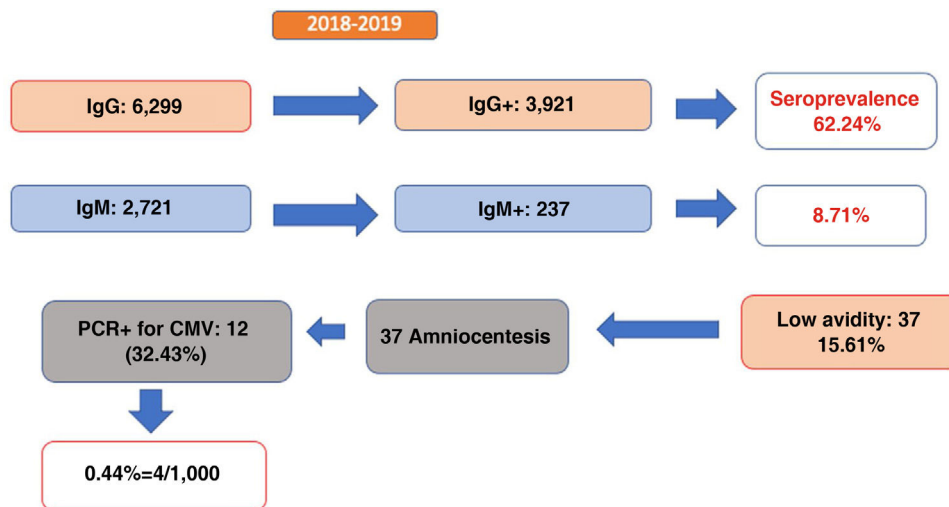 2018-2019
IgG: 6,299
IgG+: 3,921
Seroprevalence
62.24%
IgM: 2,721
IgM+: 237
8.71%
PCR+ for CMV: 12
(32.43%)
37 Amniocentesis
Low avidity: 37
15.61%
0.44%=4/1,000